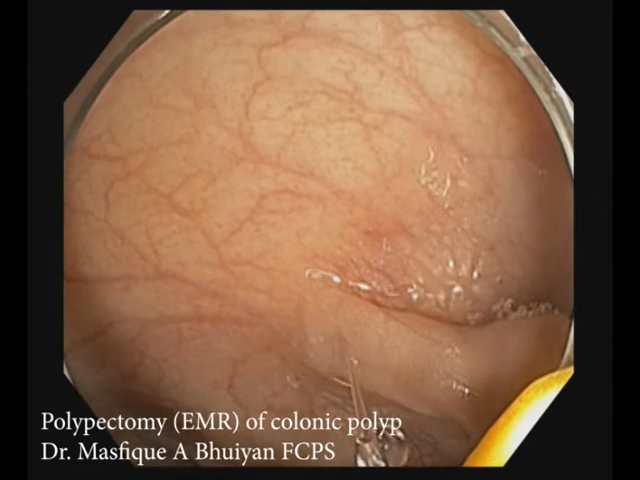 Polypectomy (EMR) of colonic polyp
Dr. Masfique A Bhuiyan FCPS